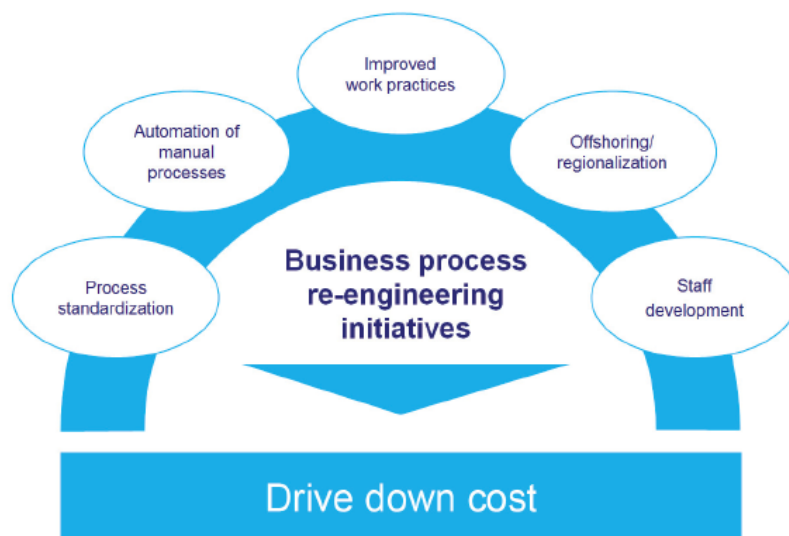 Improved
work practices
Automation of
manual
processes
Offshoring/
regionalization
Process
standardization
Business process
re-engineering
initiatives
Staff
development
Drive down cost